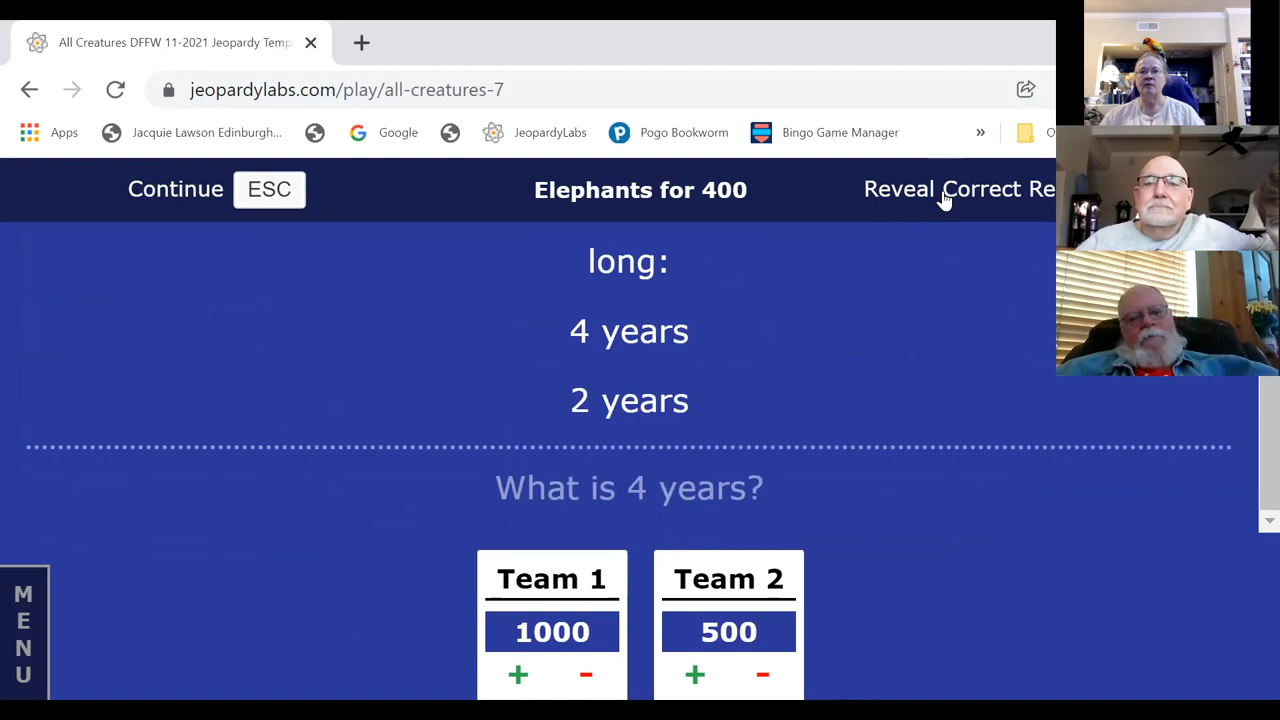 All Creatures DFFW 11-2021 Jeopardy Temp
jeopardylabs.com/play/all-creatures-7
Apps Jacquie Lawson Edinburgh... Google JeopardyLabs Pogo Bookworm Bingo Game Manager » O
Continue ESC Elephants for 400 Reveal Correct Re
long:
4 years
2 years
What is 4 years?
MENU
Team 1 Team 2
1000 500
+ - + -